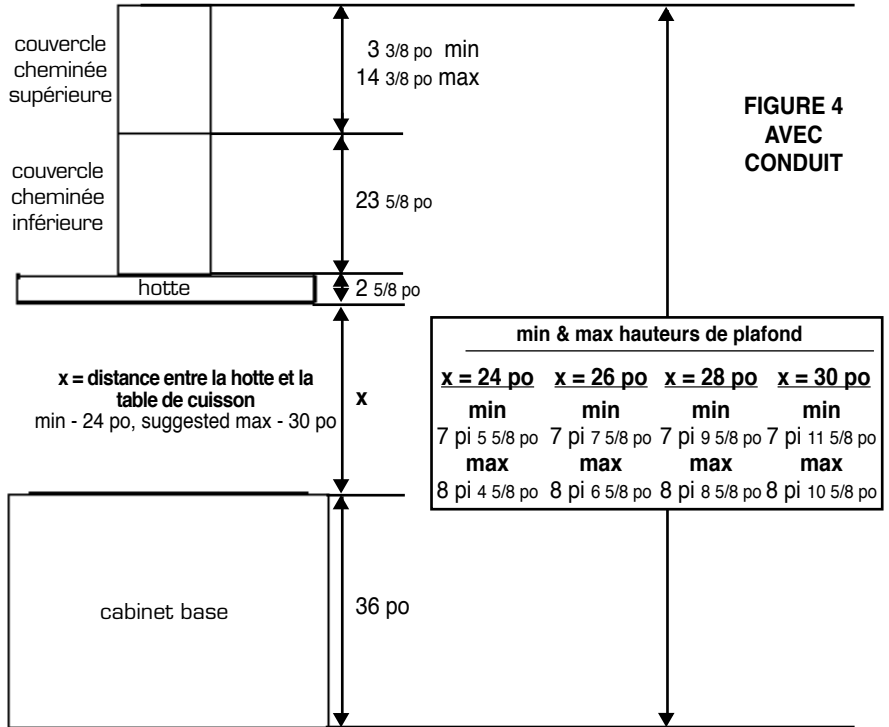 couvercle
cheminée
supérieure
3 3/8 po min
14 3/8 po max
FIGURE 4
AVEC
CONDUIT
couvercle
cheminée
inférieure
23 5/8 po
hotte
2 5/8 po
x = distance entre la hotte et la
table de cuisson
min - 24 po, suggested max - 30 po
x
min & max hauteurs de plafond
x = 24 po x = 26 po x = 28 po x = 30 po
min min min min
7 pi 5 5/8 po 7 pi 7 5/8 po 7 pi 9 5/8 po 7 pi 11 5/8 po
max max max max
8 pi 4 5/8 po 8 pi 6 5/8 po 8 pi 8 5/8 po 8 pi 10 5/8 po
cabinet base
36 po